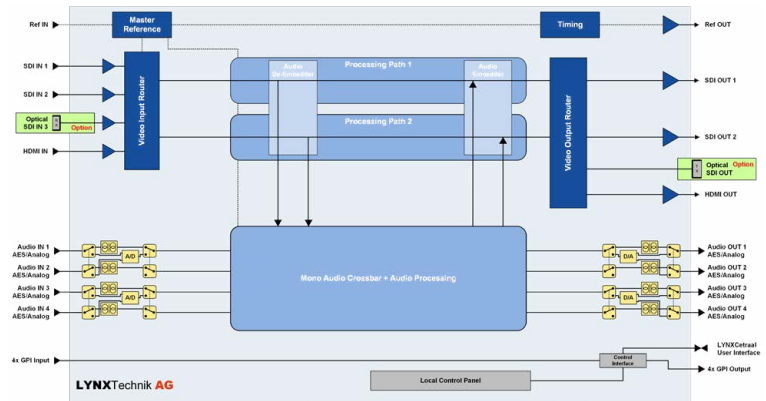 Ref IN
Master
Reference
Timing
Ref OUT
SDI IN 1
SDI IN 2
Optical
SDI IN 3
Option
HDMI IN
Video Input Router
Processing Path 1
Audio
De-Embedder
Audio
Embedder
Processing Path 2
Video Output Router
SDI OUT 1
SDI OUT 2
Optical Option
SDI OUT
HDMI OUT
Audio IN 1
AES/Analog
Audio IN 2
AES/Analog
Audio IN 3
AES/Analog
Audio IN 4
AES/Analog
A/D
A/D
Mono Audio Crossbar + Audio Processing
D/A
D/A
Audio OUT 1
AES/Analog
Audio OUT 2
AES/Analog
Audio OUT 3
AES/Analog
Audio OUT 4
AES/Analog
4x GPI Input
Control
Interface
LYNXCetraal
User Interface
4x GPI Output
Local Control Panel
LYNXTechnik AG